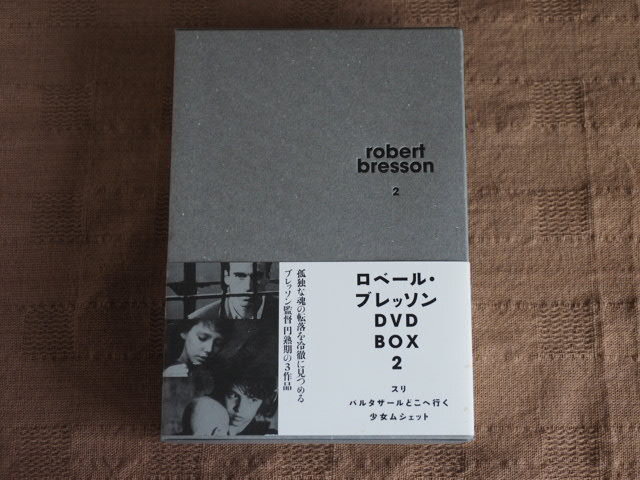 robert
bresson
2
孤独な魂の転落を冷徹に見つめる
ブレッソン監督 円熟期の3作品
ロベール・
ブレッソン
DVD
BOX
2
スリ
バルタザールどこへ行く
少女ムシェット